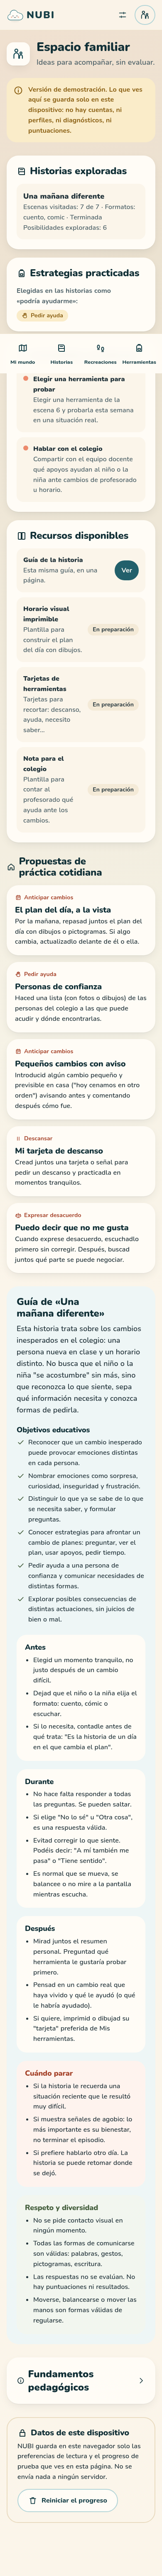 NUBI
Espacio familiar
Ideas para acompañar, sin evaluar.
Versión de demostración. Lo que ves
aquí se guarda solo en este
dispositivo: no hay cuentas, ni
perfiles, ni diagnósticos, ni
puntuaciones.
Historias exploradas
Una mañana diferente
Escenas visitadas: 7 de 7 · Formatos:
cuento, comic · Terminada
Posibilidades exploradas: 6
Estrategias practicadas
Elegidas en las historias como
«podría ayudarme»:
Pedir ayuda
Mi mundo
Historias
Recreaciones
Herramientas
Elegir una herramienta para
probar
Elegir una herramienta de la
escena 6 y probarla esta semana
en una situación real.
Hablar con el colegio
Compartir con el equipo docente
qué apoyos ayudan al niño o la
niña ante cambios de profesorado
u horario.
Recursos disponibles
Guía de la historia
Esta misma guía, en una
página.
Ver
Horario visual
imprimible
Plantilla para
construir el plan
del día con dibujos.
En preparación
Tarjetas de
herramientas
Tarjetas para
recortar: descanso,
ayuda, necesito
saber…
En preparación
Nota para el
colegio
Plantilla para
contar al
profesorado qué
ayuda ante los
cambios.
En preparación
Propuestas de
práctica cotidiana
Anticipar cambios
El plan del día, a la vista
Por la mañana, repasad juntos el plan del
día con dibujos o pictogramas. Si algo
cambia, actualizadlo delante de él o ella.
Pedir ayuda
Personas de confianza
Haced una lista (con fotos o dibujos) de las
personas del colegio a las que puede
acudir y dónde encontrarlas.
Anticipar cambios
Pequeños cambios con aviso
Introducid algún cambio pequeño y
previsible en casa ("hoy cenamos en otro
orden") avisando antes y comentando
después cómo fue.
Descansar
Mi tarjeta de descanso
Cread juntos una tarjeta o señal para
pedir un descanso y practicadla en
momentos tranquilos.
Expresar desacuerdo
Puedo decir que no me gusta
Cuando exprese desacuerdo, escuchadlo
primero sin corregir. Después, buscad
juntos qué parte se puede negociar.
Guía de «Una
mañana diferente»
Esta historia trata sobre los cambios
inesperados en el colegio: una
persona nueva en clase y un horario
distinto. No busca que el niño o la
niña "se acostumbre" sin más, sino
que reconozca lo que siente, sepa
qué información necesita y conozca
formas de pedirla.
Objetivos educativos
Reconocer que un cambio inesperado
puede provocar emociones distintas
en cada persona.
Nombrar emociones como sorpresa,
curiosidad, inseguridad y frustración.
Distinguir lo que ya se sabe de lo que
se necesita saber, y formular
preguntas.
Conocer estrategias para afrontar un
cambio de planes: preguntar, ver el
plan, usar apoyos, pedir tiempo.
Pedir ayuda a una persona de
confianza y comunicar necesidades de
distintas formas.
Explorar posibles consecuencias de
distintas actuaciones, sin juicios de
bien o mal.
Antes
Elegid un momento tranquilo, no
justo después de un cambio
difícil.
Dejad que el niño o la niña elija el
formato: cuento, cómic o
escuchar.
Si lo necesita, contadle antes de
qué trata: "Es la historia de un día
en el que cambia el plan".
Durante
No hace falta responder a todas
las preguntas. Se pueden saltar.
Si elige "No lo sé" u "Otra cosa",
es una respuesta válida.
Evitad corregir lo que siente.
Podéis decir: "A mí también me
pasa" o "Tiene sentido".
Es normal que se mueva, se
balancee o no mire a la pantalla
mientras escucha.
Después
Mirad juntos el resumen
personal. Preguntad qué
herramienta le gustaría probar
primero.
Pensad en un cambio real que
haya vivido y qué le ayudó (o qué
le habría ayudado).
Si quiere, imprimid o dibujad su
"tarjeta" preferida de Mis
herramientas.
Cuándo parar
Si la historia le recuerda una
situación reciente que le resultó
muy difícil.
Si muestra señales de agobio: lo
más importante es su bienestar,
no terminar el episodio.
Si prefiere hablarlo otro día. La
historia se puede retomar donde
se dejó.
Respeto y diversidad
No se pide contacto visual en
ningún momento.
Todas las formas de comunicarse
son válidas: palabras, gestos,
pictogramas, escritura.
Las respuestas no se evalúan. No
hay puntuaciones ni resultados.
Moverse, balancearse o mover las
manos son formas válidas de
regularse.
Fundamentos
pedagógicos
Datos de este dispositivo
NUBI guarda en este navegador solo las
preferencias de lectura y el progreso de
prueba que ves en esta página. No se
envía nada a ningún servidor.
Reiniciar el progreso